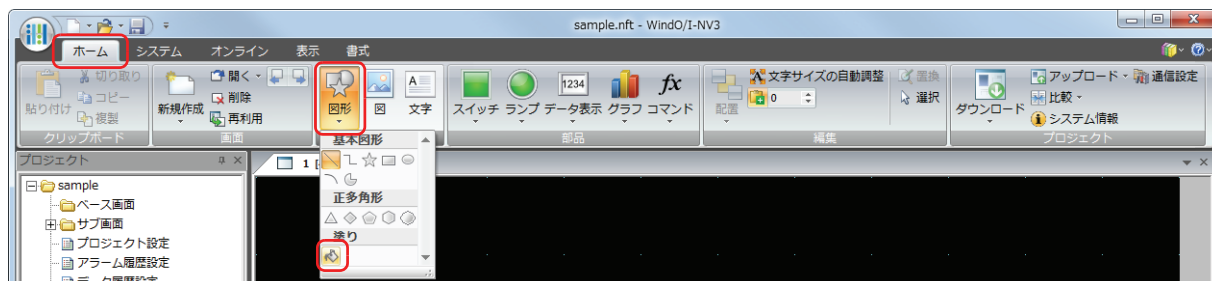 sample.nft - WindO/I-NV3
ホーム システム オンライン 表示 書式
切り取り コピー 複製 貼り付け
クリップボード
新規作成 開く 削除 再利用
画面
図形 図 文字
スイッチ ランプ データ表示 グラフ コマンド
1234
fx
部品
配置 文字サイズの自動調整 0 置換 選択
編集
ダウンロード アップロード 比較 システム情報 通信設定
プロジェクト
基本図形
正多角形
塗り
プロジェクト
1
sample
ベース画面
サブ画面
プロジェクト設定
アラーム履歴設定